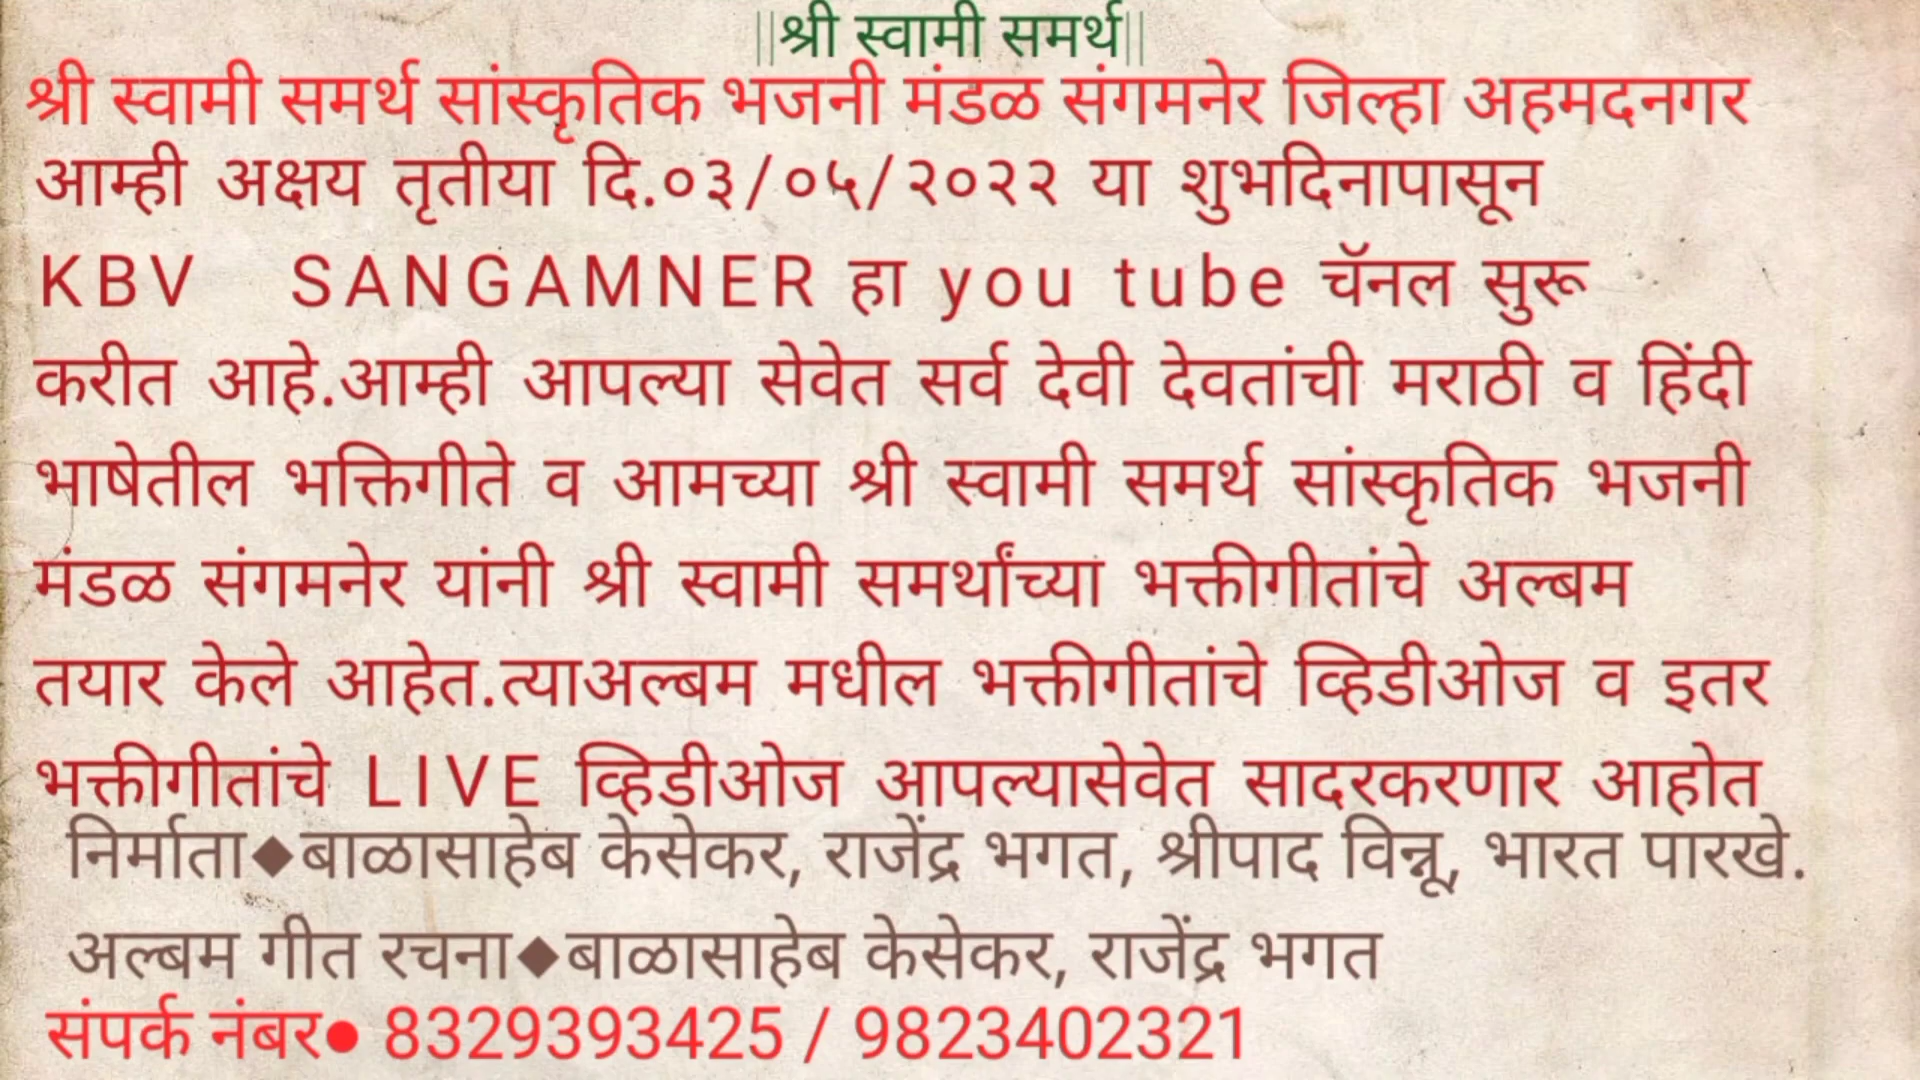 ||श्री स्वामी समर्थ||
श्री स्वामी समर्थ सांस्कृतिक भजनी मंडळ संगमनेर जिल्हा अहमदनगर
आम्ही अक्षय तृतीया दि.०३/०५/२०२२ या शुभदिनापासून
KBV SANGAMNER हा you tube चॅनल सुरू
करीत आहे.आम्ही आपल्या सेवेत सर्व देवी देवतांची मराठी व हिंदी
भाषेतील भक्तिगीते व आमच्या श्री स्वामी समर्थ सांस्कृतिक भजनी
मंडळ संगमनेर यांनी श्री स्वामी समर्थांच्या भक्तीगीतांचे अल्बम
तयार केले आहेत.त्याअल्बम मधील भक्तीगीतांचे व्हिडीओज व इतर
भक्तीगीतांचे LIVE व्हिडीओज आपल्यासेवेत सादरकरणार आहोत
निर्माता◆बाळासाहेब केसेकर, राजेंद्र भगत, श्रीपाद विन्नू, भारत पारखे.
अल्बम गीत रचना◆बाळासाहेब केसेकर, राजेंद्र भगत
संपर्क नंबर● 8329393425 / 9823402321